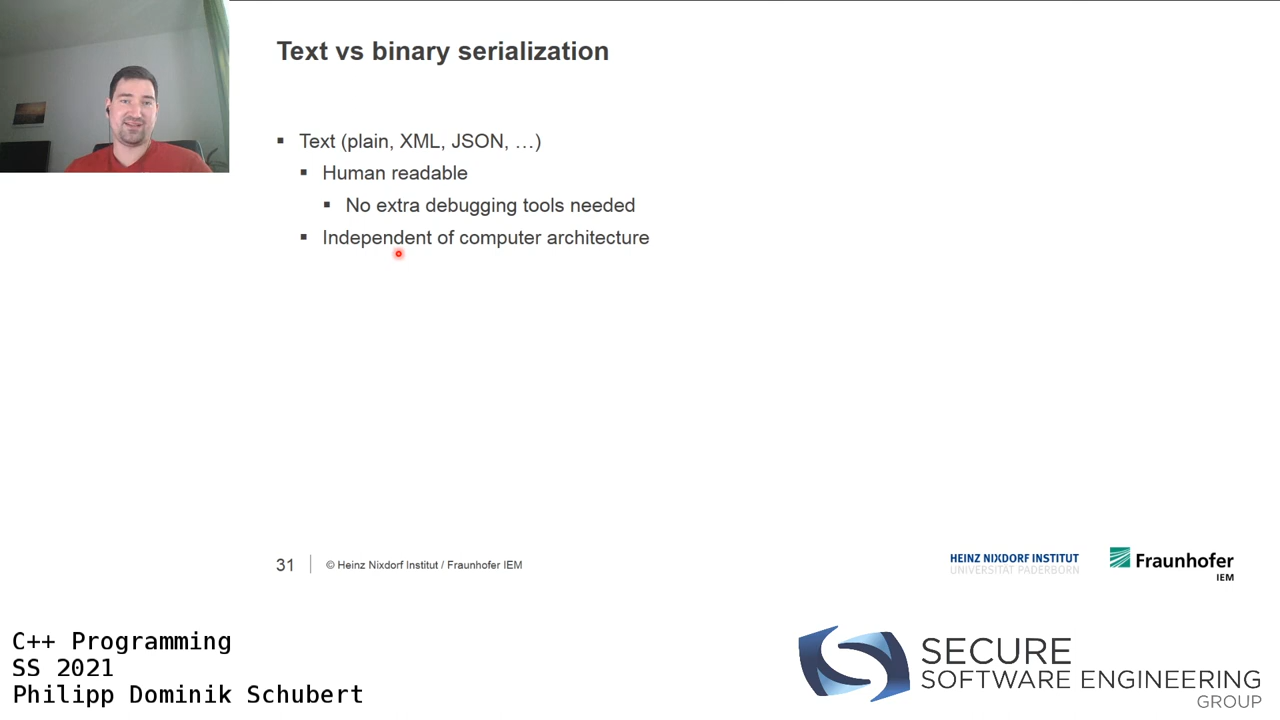 Text vs binary serialization
▪ Text (plain, XML, JSON, …)
▪ Human readable
▪ No extra debugging tools needed
▪ Independent of computer architecture
31 © Heinz Nixdorf Institut / Fraunhofer IEM
HEINZ NIXDORF INSTITUT
UNIVERSITÄT PADERBORN
Fraunhofer
IEM
C++ Programming
SS 2021
Philipp Dominik Schubert
SECURE
SOFTWARE ENGINEERING
GROUP